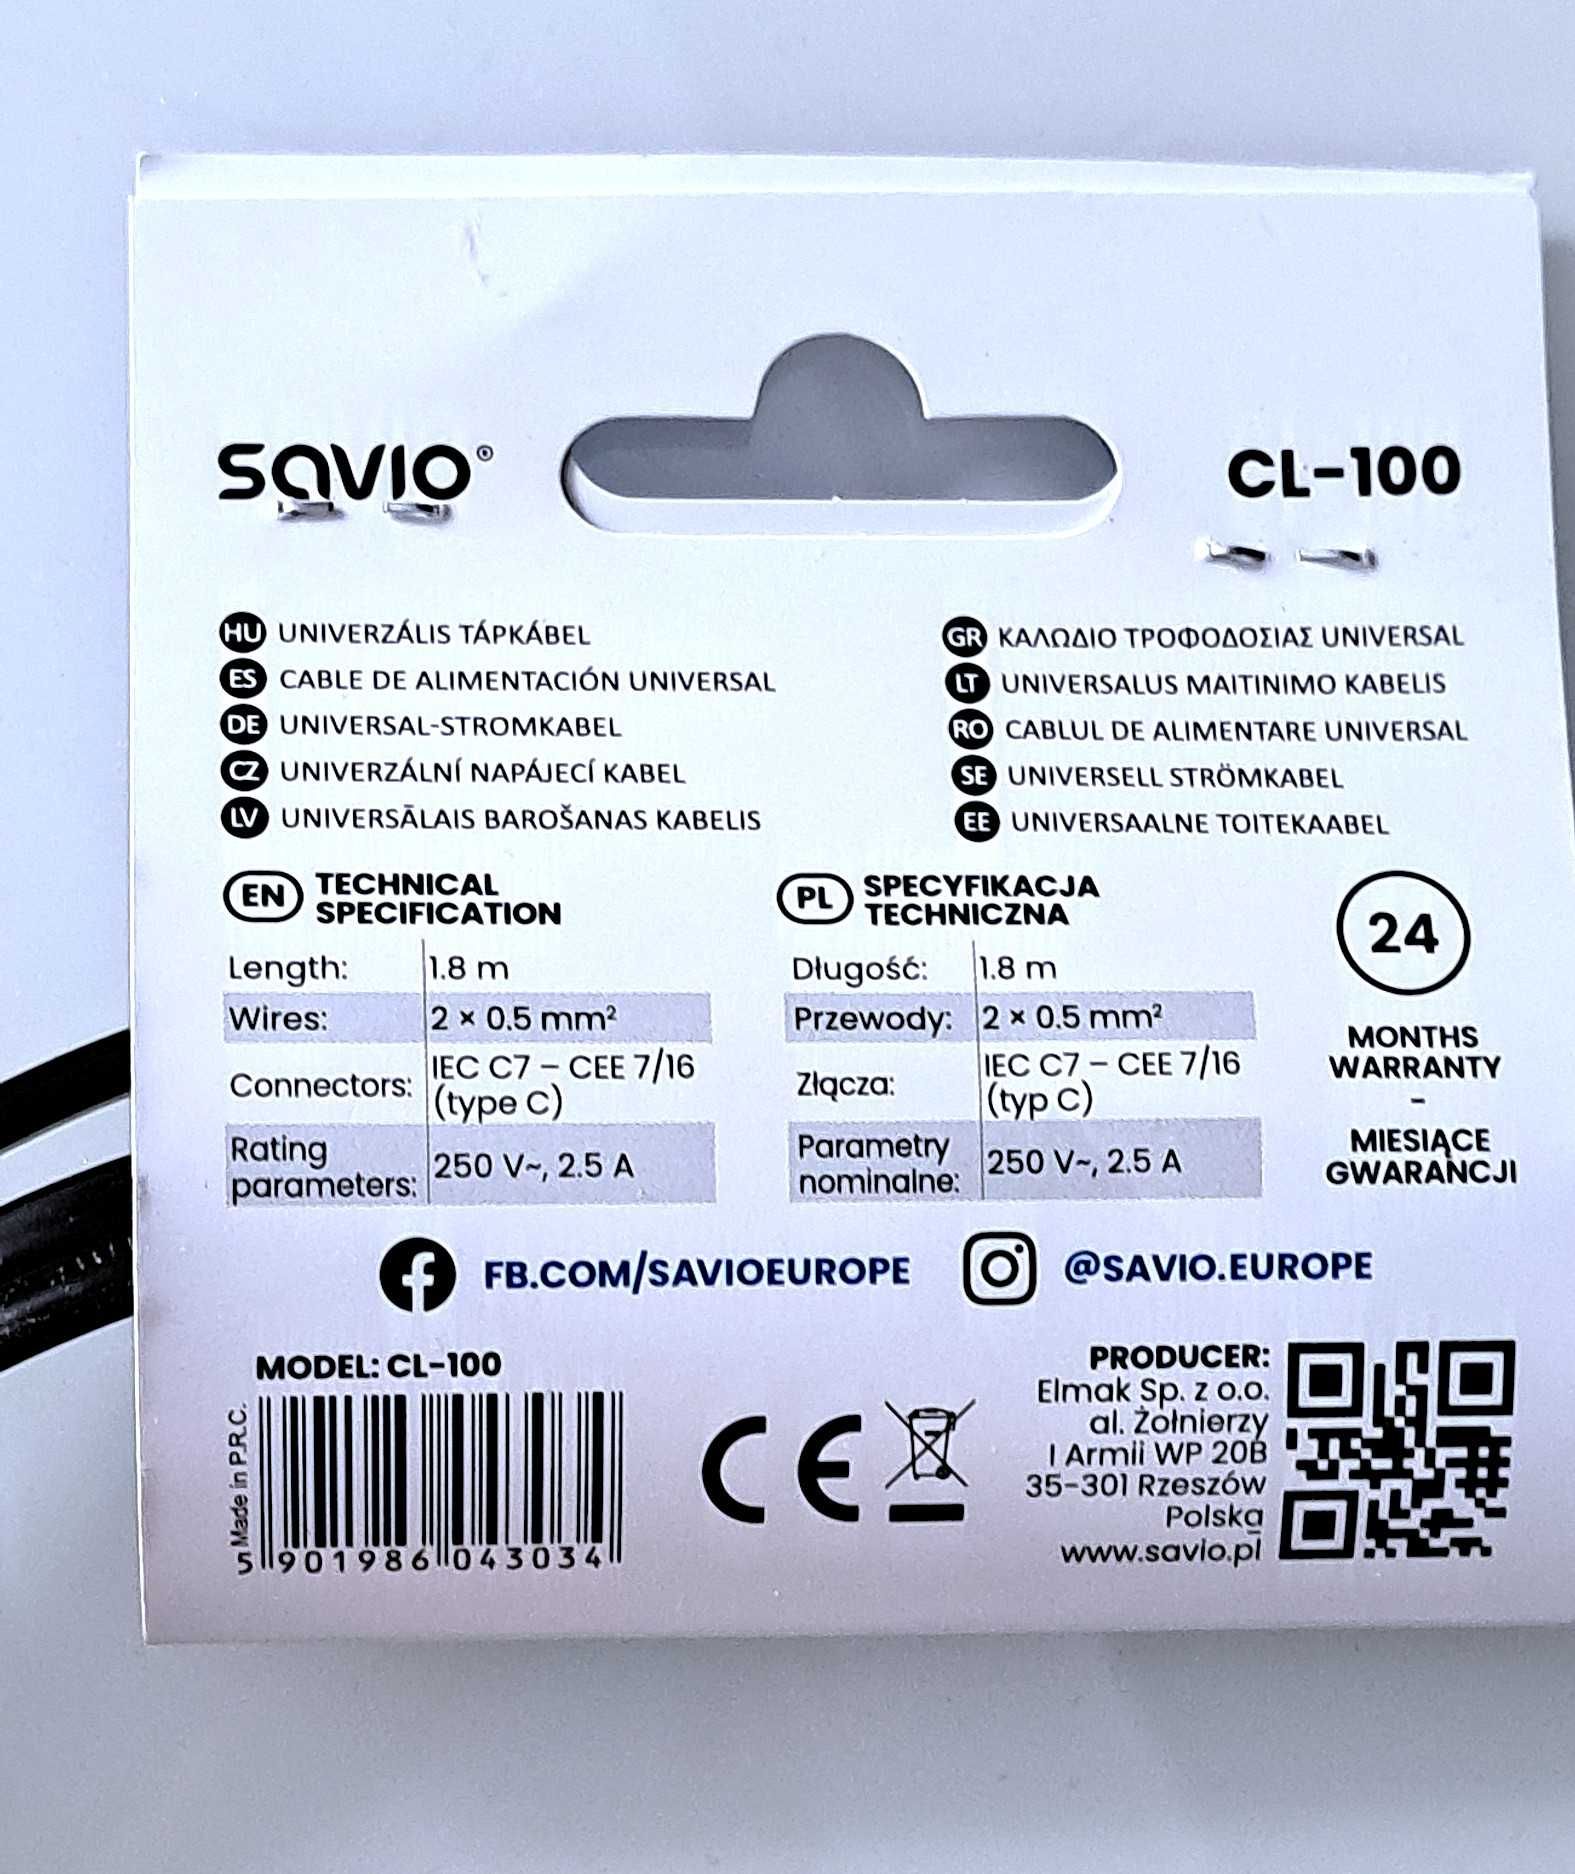 SAVIO®
CL-100
HU UNIVERZÁLIS TÁPKÁBEL
ES CABLE DE ALIMENTACIÓN UNIVERSAL
DE UNIVERSAL-STROMKABEL
CZ UNIVERZÁLNÍ NAPÁJECÍ KABEL
LV UNIVERSĀLAIS BAROŠANAS KABELIS
GR ΚΑΛΩΔΙΟ ΤΡΟΦΟΔΟΣΙΑΣ UNIVERSAL
LT UNIVERSALUS MAITINIMO KABELIS
RO CABLUL DE ALIMENTARE UNIVERSAL
SE UNIVERSELL STRÖMKABEL
EE UNIVERSAALNE TOITEKAABEL
EN TECHNICAL
SPECIFICATION
Length: 1.8 m
Wires: 2 × 0.5 mm²
Connectors: IEC C7 – CEE 7/16
(type C)
Rating
parameters: 250 V~, 2.5 A
PL SPECYFIKACJA
TECHNICZNA
Długość: 1.8 m
Przewody: 2 × 0.5 mm²
Złącza: IEC C7 – CEE 7/16
(typ C)
Parametry
nominalne: 250 V~, 2.5 A
24
MONTHS
WARRANTY
-
MIESIĄCE
GWARANCJI
FB.COM/SAVIOEUROPE
@SAVIO.EUROPE
MODEL: CL-100
Made in P.R.C.
5 901986 043034
CE
PRODUCER:
Elmak Sp. z o.o.
al. Żołnierzy
I Armii WP 20B
35-301 Rzeszów
Polska
www.savio.pl